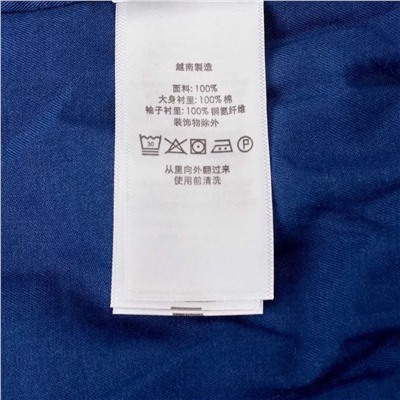 越南製造
面料: 100%
大身衬里: 100% 棉
袖子衬里: 100% 铜氨纤维
装饰物除外
30
P
从里向外翻过来
使用前清洗